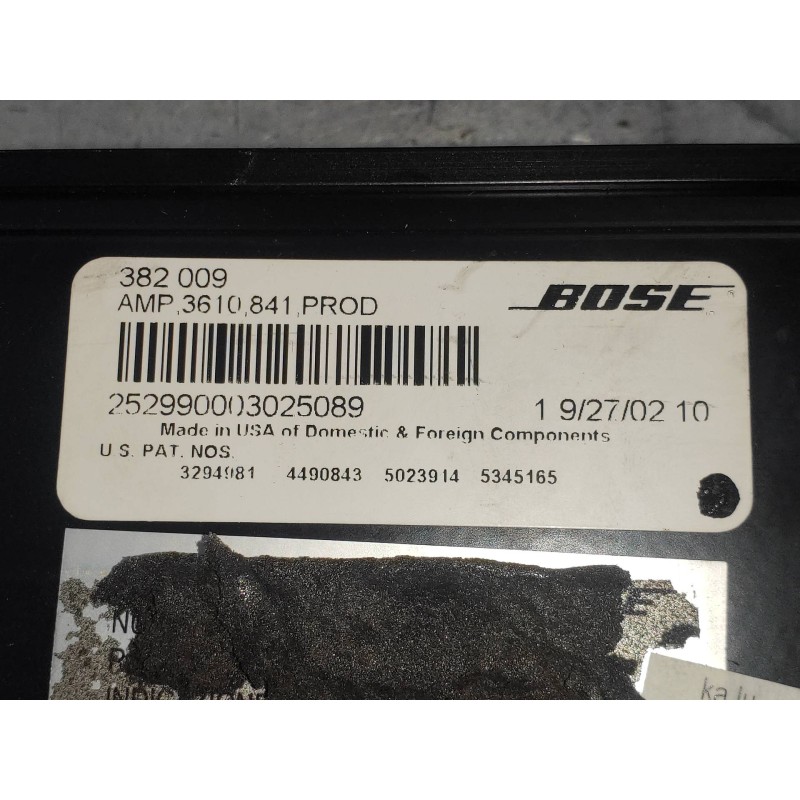 382 009
AMP,3610,841,PROD
BOSE
252990003025089 1 9/27/02 10
Made in USA of Domestic & Foreign Components
U.S. PAT. NOS.
3294981 4490843 5023914 5345165